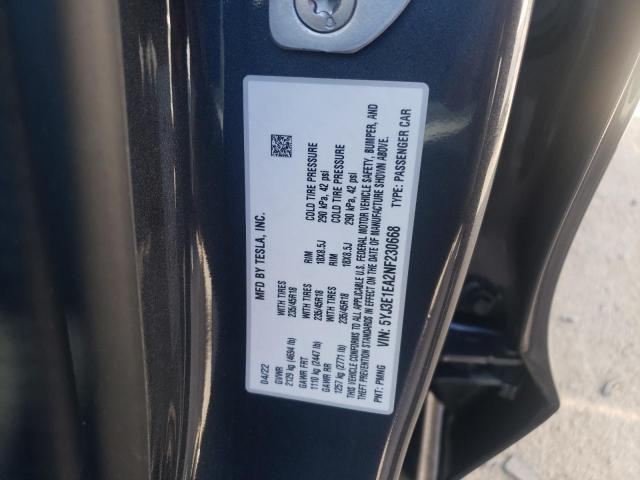 MFD BY TESLA, INC.
04/22
GVWR WITH TIRES RIM COLD TIRE PRESSURE
2129 kg (4694 lb) 235/45R18 18X8.5J 290 kPa, 42 psi
GAWR FRT WITH TIRES RIM COLD TIRE PRESSURE
1110 kg (2447 lb) 235/45R18 18X8.5J 290 kPa, 42 psi
GAWR RR
1257 kg (2771 lb) 235/45R18
THIS VEHICLE CONFORMS TO ALL APPLICABLE U.S. FEDERAL MOTOR VEHICLE SAFETY, BUMPER, AND
THEFT PREVENTION STANDARDS IN EFFECT ON THE DATE OF MANUFACTURE SHOWN ABOVE.
VIN: 5YJ3E1EA2NF230668 TYPE: PASSENGER CAR
PNT: PMNG